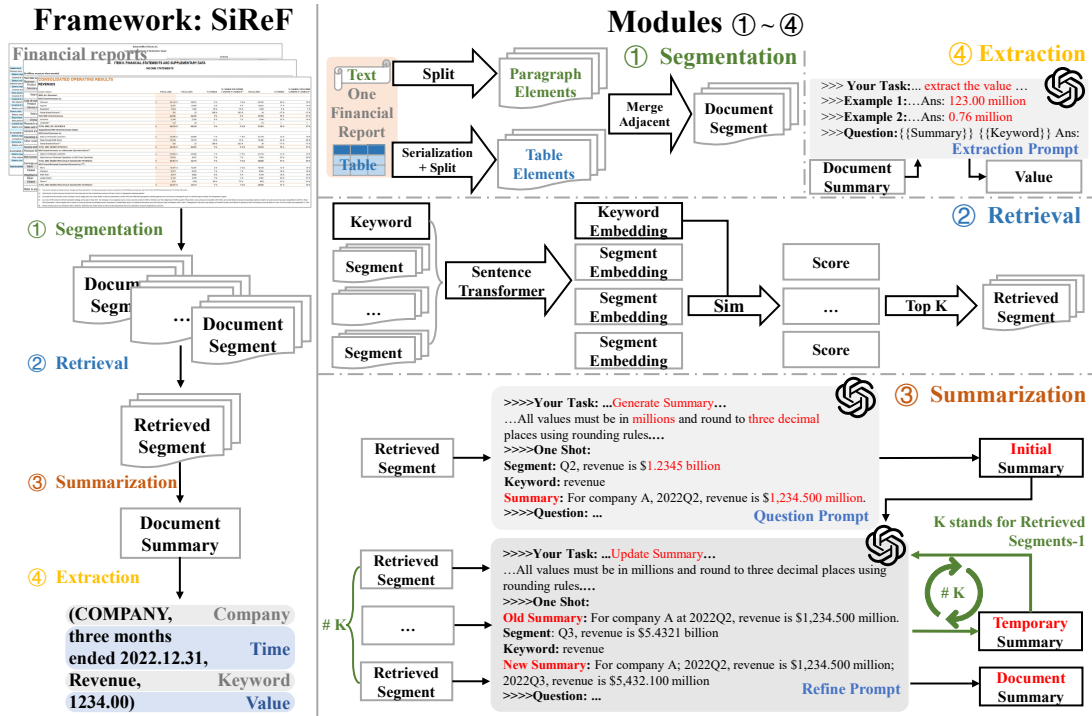 Framework: SiReF
Financial reports
CONSOLIDATED OPERATING RESULTS
REVENUES
① Segmentation
Document
Segment
...
Document
Segment
② Retrieval
Retrieved
Segment
③ Summarization
Document
Summary
④ Extraction
(COMPANY, Company
three months
ended 2022.12.31, Time
Revenue, Keyword
1234.00) Value
Modules ①~④
① Segmentation
Text
One
Financial
Report
Table
Split
Paragraph
Elements
Serialization
+ Split
Table
Elements
Merge
Adjacent
Document
Segment
④ Extraction
>>> Your Task:... extract the value ...
>>>Example 1:...Ans: 123.00 million
>>>Example 2:...Ans: 0.76 million
>>>Question:{{Summary}} {{Keyword}} Ans:
Extraction Prompt
Document
Summary
Value
② Retrieval
Keyword
Segment
...
Segment
Sentence
Transformer
Keyword
Embedding
Segment
Embedding
Segment
Embedding
Segment
Embedding
Sim
Score
...
Score
Top K
Retrieved
Segment
③ Summarization
Retrieved
Segment
>>>>Your Task: ...Generate Summary...
...All values must be in millions and round to three decimal
places using rounding rules....
>>>>One Shot:
Segment: Q2, revenue is $1.2345 billion
Keyword: revenue
Summary: For company A, 2022Q2, revenue is $1,234.500 million.
>>>>Question: ...
Question Prompt
Initial
Summary
K stands for Retrieved
Segments-1
# K
Retrieved
Segment
...
Retrieved
Segment
>>>>Your Task: ...Update Summary...
...All values must be in millions and round to three decimal places using
rounding rules....
>>>>One Shot:
Old Summary: For company A at 2022Q2, revenue is $1,234.500 million.
Segment: Q3, revenue is $5.4321 billion
Keyword: revenue
New Summary: For company A; 2022Q2, revenue is $1,234.500 million;
2022Q3, revenue is $5,432.100 million
>>>>Question: ...
Refine Prompt
# K
Temporary
Summary
Document
Summary